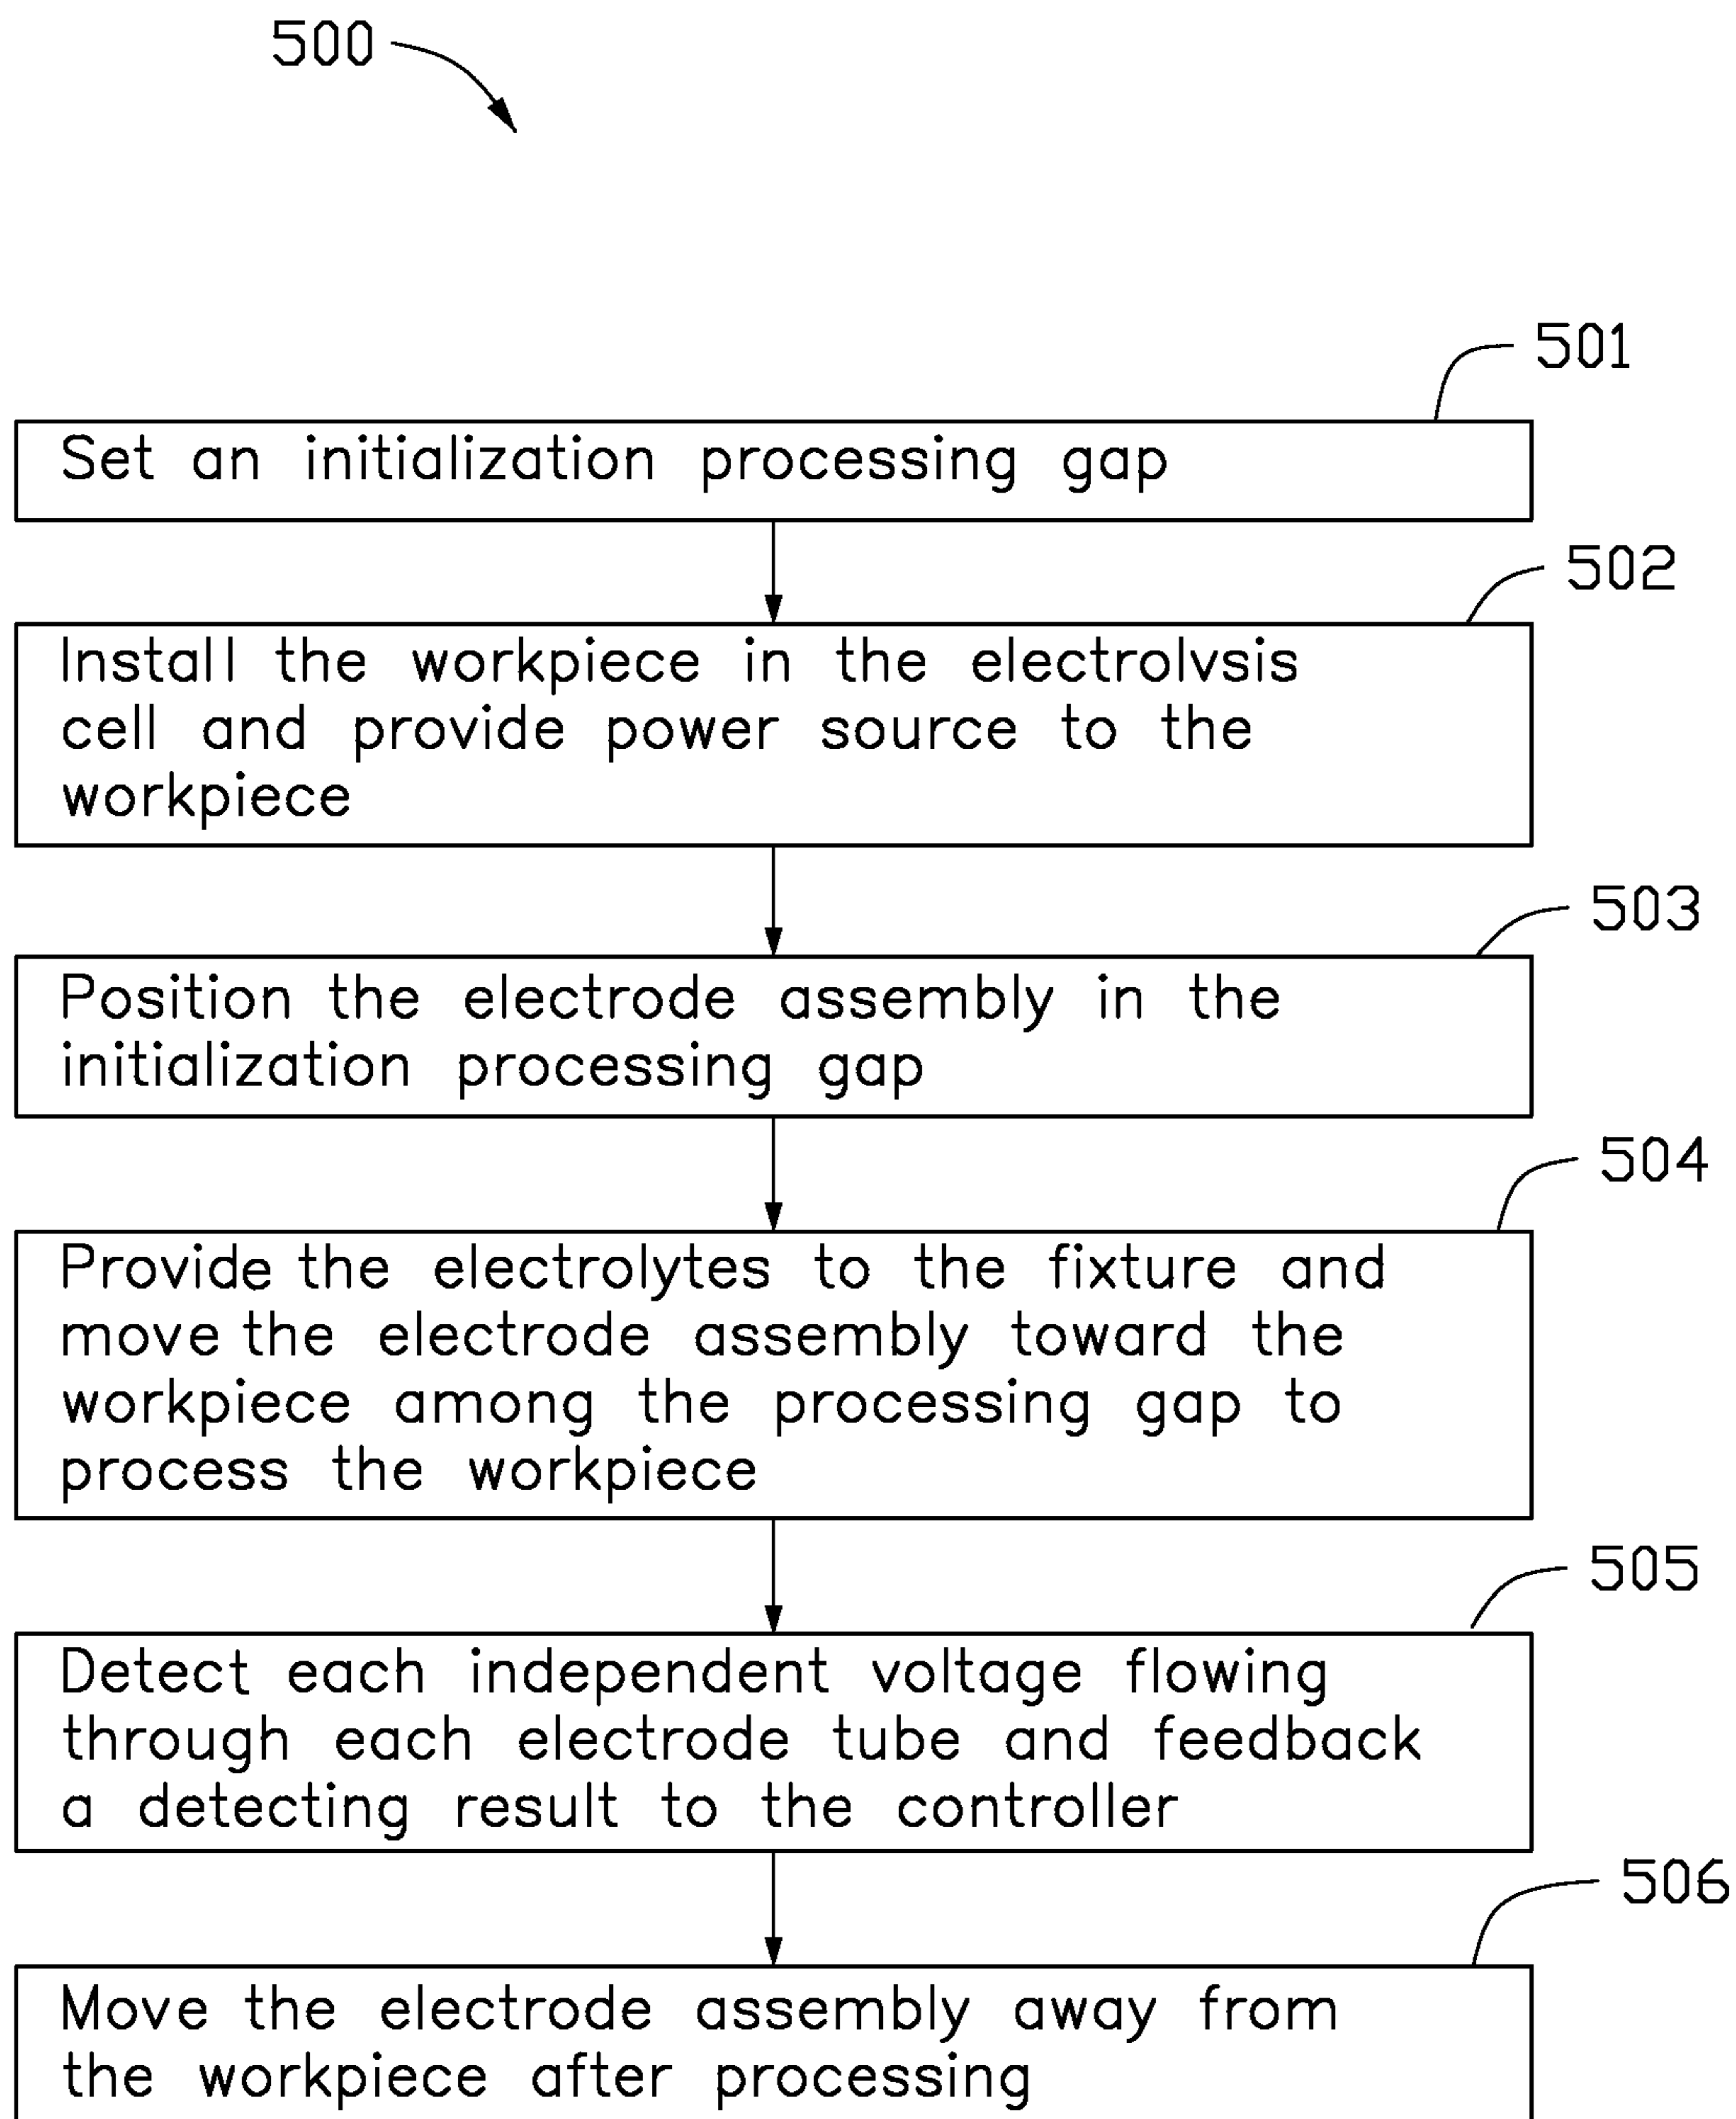 500
501
Set an initialization processing gap
502
Install the workpiece in the electrolvsis
cell and provide power source to the
workpiece
503
Position the electrode assembly in the
initialization processing gap
504
Provide the electrolytes to the fixture and
move the electrode assembly toward the
workpiece among the processing gap to
process the workpiece
505
Detect each independent voltage flowing
through each electrode tube and feedback
a detecting result to the controller
506
Move the electrode assembly away from
the workpiece after processing